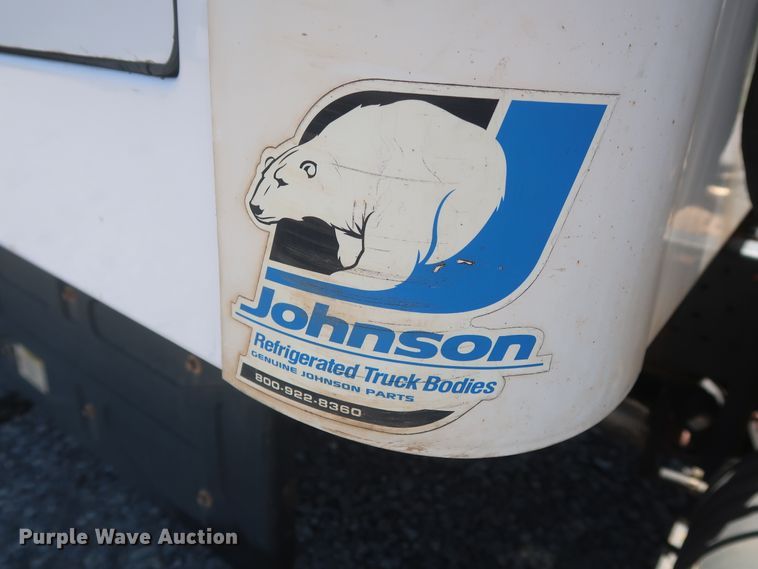 Johnson
Refrigerated Truck Bodies
GENUINE JOHNSON PARTS
800-922-8360
Purple Wave Auction